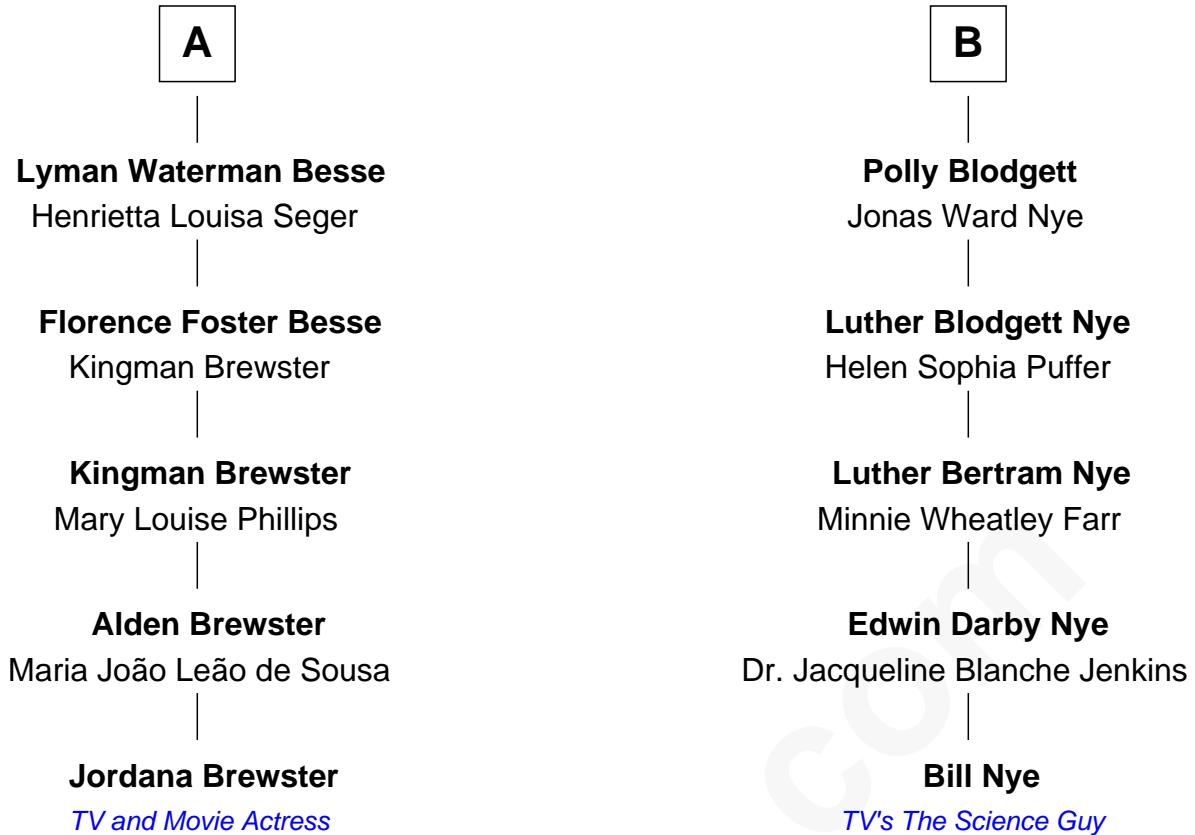 A
Lyman Waterman Besse
Henrietta Louisa Seger
Florence Foster Besse
Kingman Brewster
Kingman Brewster
Mary Louise Phillips
Alden Brewster
Maria João Leão de Sousa
Jordana Brewster
TV and Movie Actress
B
Polly Blodgett
Jonas Ward Nye
Luther Blodgett Nye
Helen Sophia Puffer
Luther Bertram Nye
Minnie Wheatley Farr
Edwin Darby Nye
Dr. Jacqueline Blanche Jenkins
Bill Nye
TV's The Science Guy
com